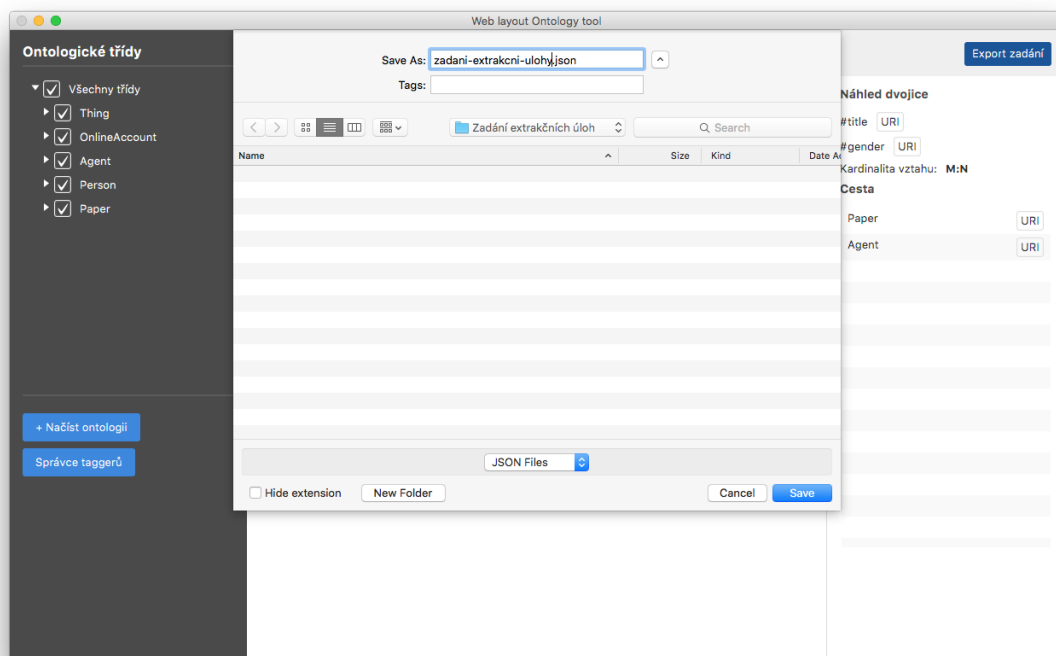 Web layout Ontology tool
Ontologické třídy
Všechny třídy
Thing
OnlineAccount
Agent
Person
Paper
+ Načíst ontologii
Správce taggerů
Save As: zadani-extrakcni-ulohy.json
Tags:
Zadání extrakčních úloh
Search
Name Size Kind
JSON Files
Hide extension New Folder Cancel Save
Export zadání
Náhled dvojice
#title URI
#gender URI
Kardinalita vztahu: M:N
Cesta
Paper URI
Agent URI